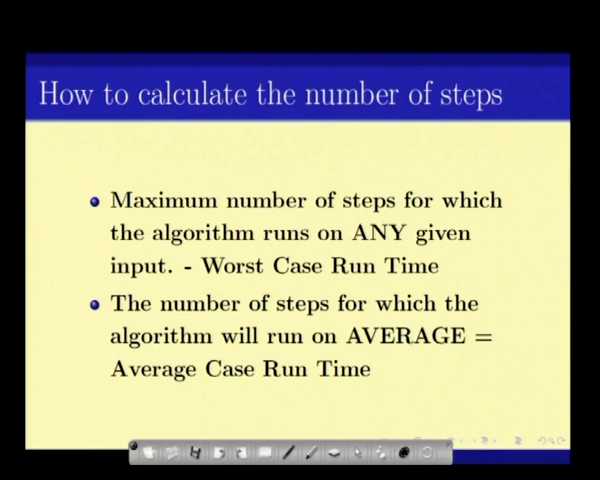 How to calculate the number of steps
Maximum number of steps for which
the algorithm runs on ANY given
input. - Worst Case Run Time
The number of steps for which the
algorithm will run on AVERAGE =
Average Case Run Time